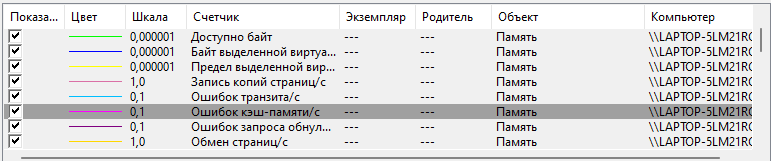 Показа... Цвет Шкала Счетчик Экземпляр Родитель Объект Компьютер
0,000001 Доступно байт --- --- Память \\LAPTOP-5LM21RC
0,000001 Байт выделенной виртуа... --- --- Память \\LAPTOP-5LM21RC
0,000001 Предел выделенной вир... --- --- Память \\LAPTOP-5LM21RC
1,0 Запись копий страниц/с --- --- Память \\LAPTOP-5LM21RC
0,1 Ошибок транзита/с --- --- Память \\LAPTOP-5LM21RC
0,1 Ошибок кэш-памяти/с --- --- Память \\LAPTOP-5LM21RC
0,1 Ошибок запроса обнул... --- --- Память \\LAPTOP-5LM21RC
1,0 Обмен страниц/с --- --- Память \\LAPTOP-5LM21RC